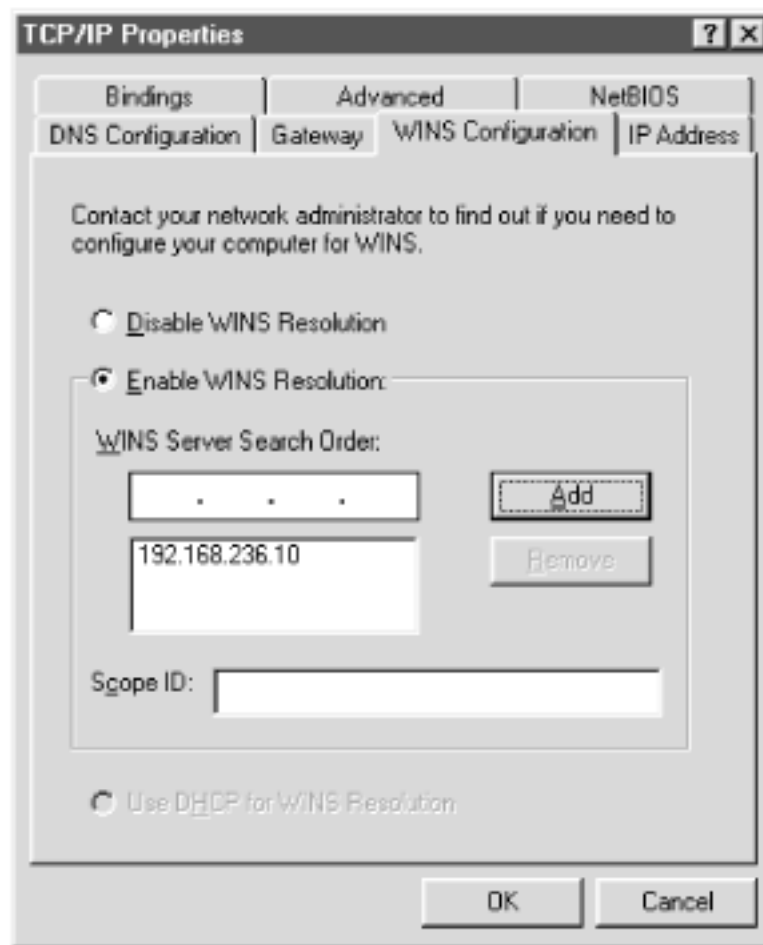 TCP/IP Properties
Bindings Advanced NetBIOS
DNS Configuration Gateway WINS Configuration IP Address
Contact your network administrator to find out if you need to
configure your computer for WINS.
Disable WINS Resolution
Enable WINS Resolution:
WINS Server Search Order:
. . . Add
192.168.236.10 Remove
Scope ID:
Use DHCP for WINS Resolution
OK Cancel